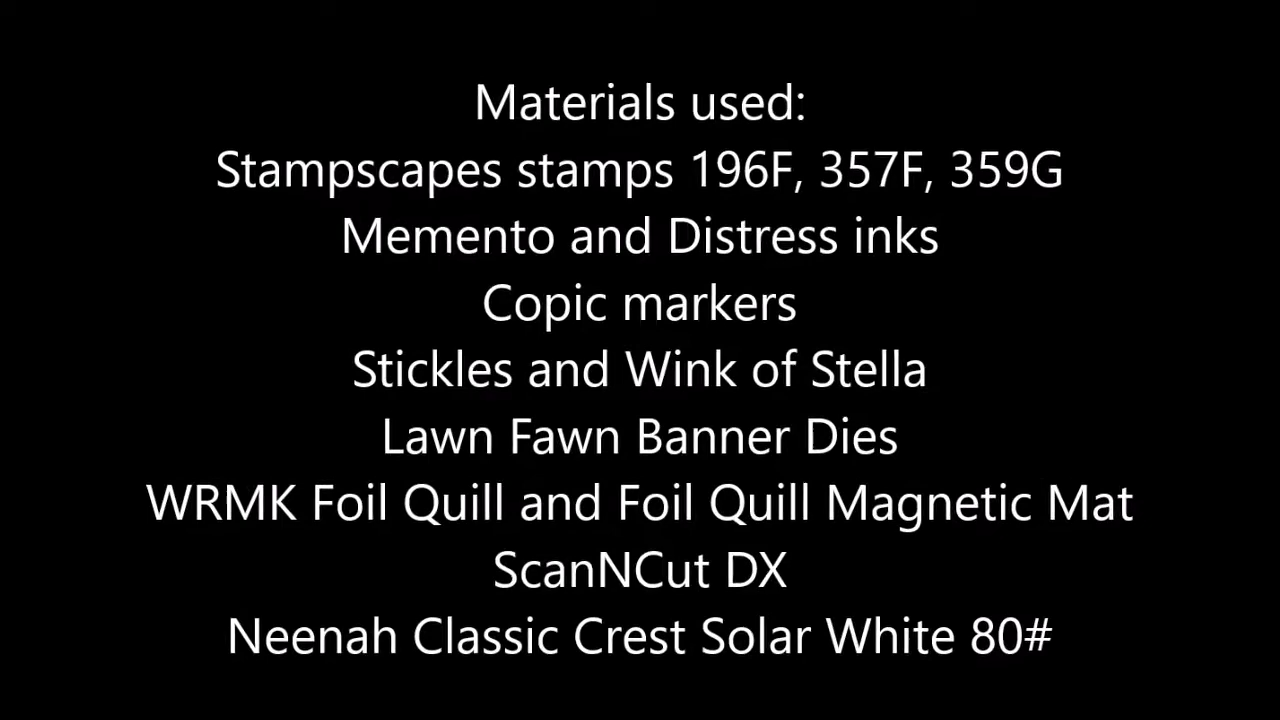 Materials used:
Stampscapes stamps 196F, 357F, 359G
Memento and Distress inks
Copic markers
Stickles and Wink of Stella
Lawn Fawn Banner Dies
WRMK Foil Quill and Foil Quill Magnetic Mat
ScanNCut DX
Neenah Classic Crest Solar White 80#